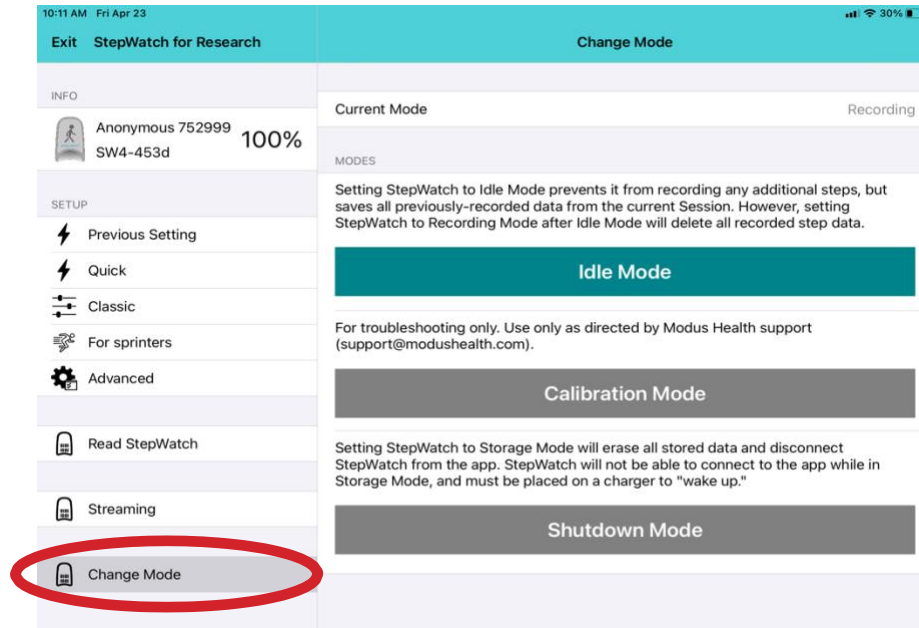 10:11 AM Fri Apr 23
30%
Exit StepWatch for Research
Change Mode
INFO
Anonymous 752999
SW4-453d
100%
SETUP
Previous Setting
Quick
Classic
For sprinters
Advanced
Read StepWatch
Streaming
Change Mode
Current Mode
Recording
MODES
Setting StepWatch to Idle Mode prevents it from recording any additional steps, but
saves all previously-recorded data from the current Session. However, setting
StepWatch to Recording Mode after Idle Mode will delete all recorded step data.
Idle Mode
For troubleshooting only. Use only as directed by Modus Health support
(support@modushealth.com).
Calibration Mode
Setting StepWatch to Storage Mode will erase all stored data and disconnect
StepWatch from the app. StepWatch will not be able to connect to the app while in
Storage Mode, and must be placed on a charger to "wake up."
Shutdown Mode